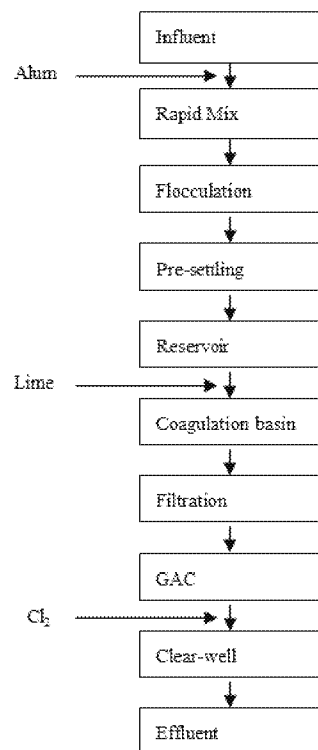 Influent
Alum
Rapid Mix
Flocculation
Pre-settling
Reservoir
Lime
Coagulation basin
Filtration
GAC
Cl₂
Clear-well
Effluent